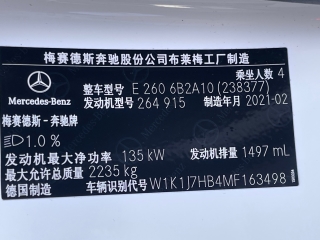 梅赛德斯奔驰股份公司布莱梅工厂制造
乘坐人数 4
整车型号 E 260 6B2A10 (238377)
Mercedes-Benz
发动机型号 264 915 制造年月 2021-02
梅赛德斯－奔驰牌
1.0 %
发动机最大净功率 135 kW 发动机排量 1497 mL
最大允许总质量 2235 kg
德国制造 车辆识别代号 W1K1J7HB4MF163498